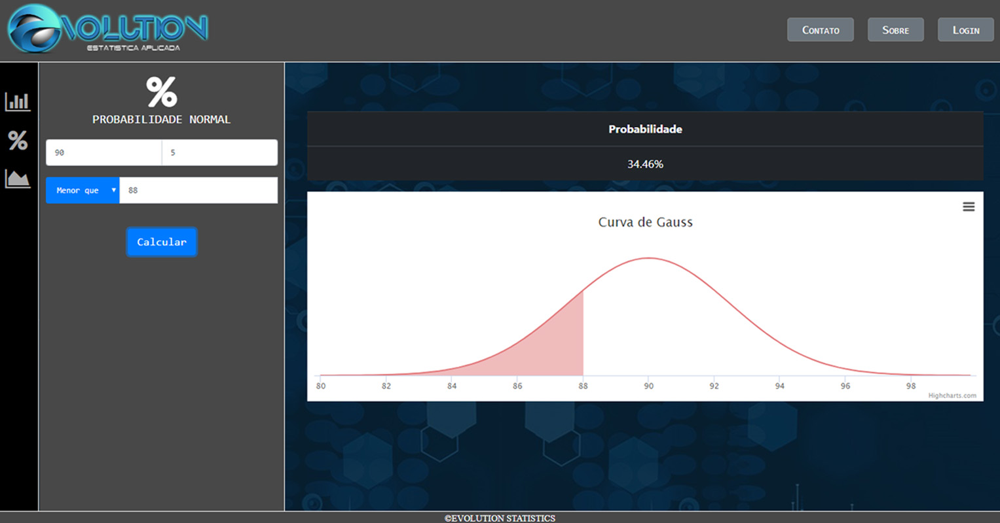 EVOLUTION
ESTATISTICA APLICADA
Contato
Sobre
Login
%
PROBABILIDADE NORMAL
90
5
Menor que
88
Calcular
%
Probabilidade
34.46%
Curva de Gauss
80 82 84 86 88 90 92 94 96 98
Highcharts.com
©EVOLUTION STATISTICS